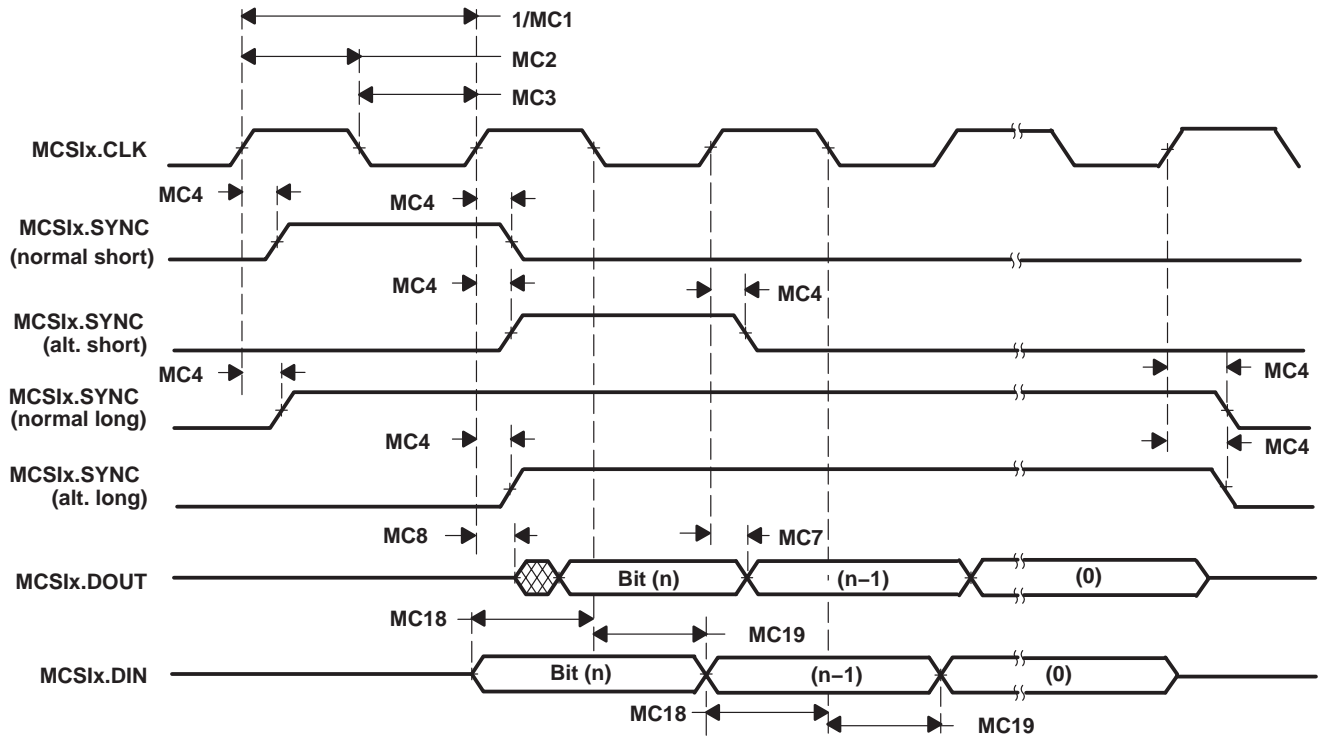 1/MC1
MC2
MC3
MCSIx.CLK
MC4
MC4
MCSIx.SYNC
(normal short)
MC4
MC4
MCSIx.SYNC
(alt. short)
MC4
MC4
MCSIx.SYNC
(normal long)
MC4
MC4
MCSIx.SYNC
(alt. long)
MC8
MC7
MCSIx.DOUT
Bit (n)
(n–1)
(0)
MC18
MC19
MCSIx.DIN
Bit (n)
(n–1)
(0)
MC18
MC19